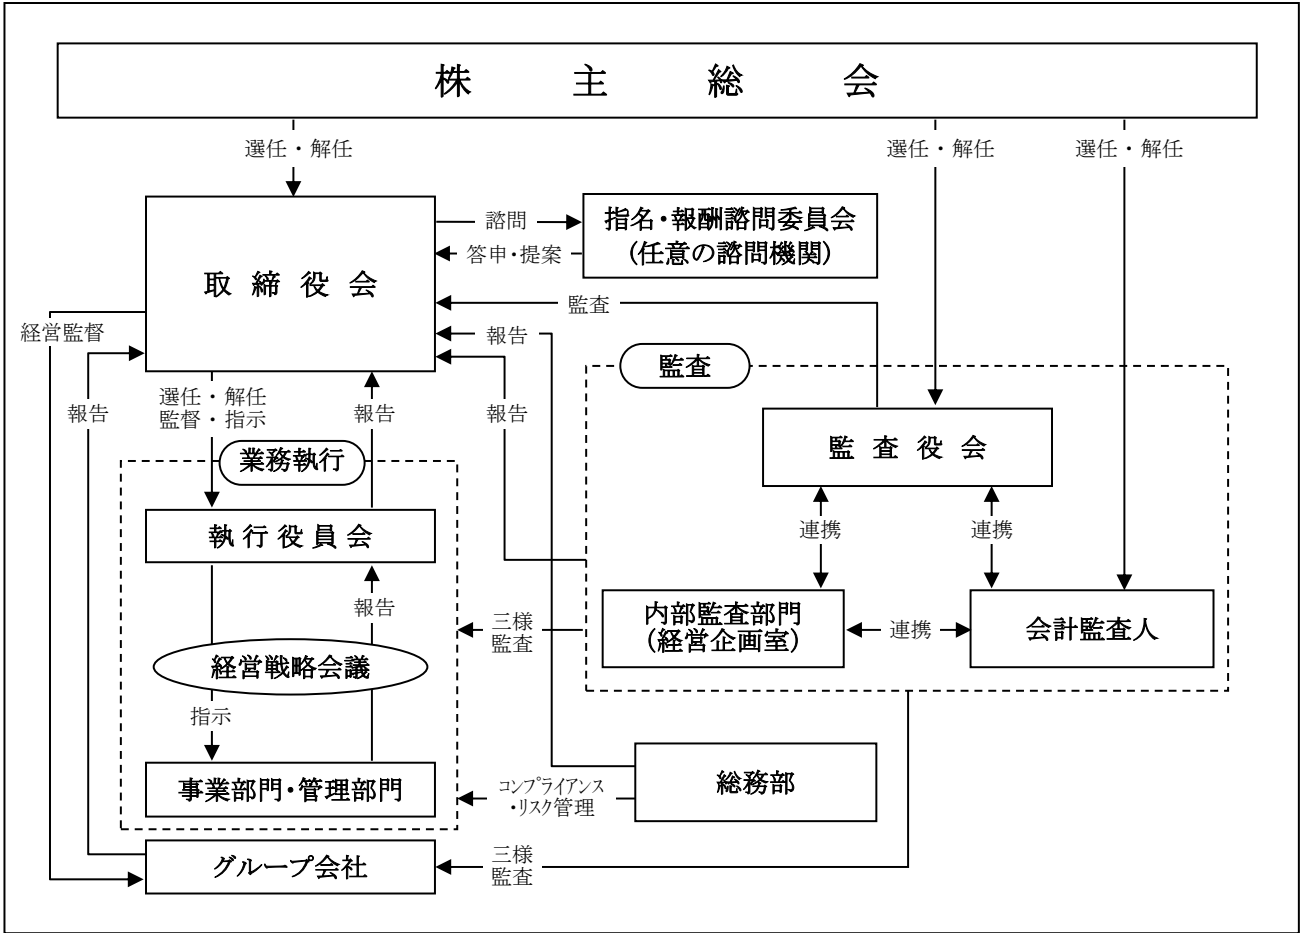 株主総会
選任・解任
選任・解任
選任・解任
取締役会
諮問
答申・提案
指名・報酬諮問委員会
(任意の諮問機関)
監査
報告
経営監督
報告
選任・解任
監督・指示
報告
報告
監査
業務執行
監査役会
執行役員会
連携
連携
報告
三様
監査
内部監査部門
(経営企画室)
連携
会計監査人
経営戦略会議
指示
事業部門・管理部門
コンプライアンス
・リスク管理
総務部
グループ会社
三様
監査